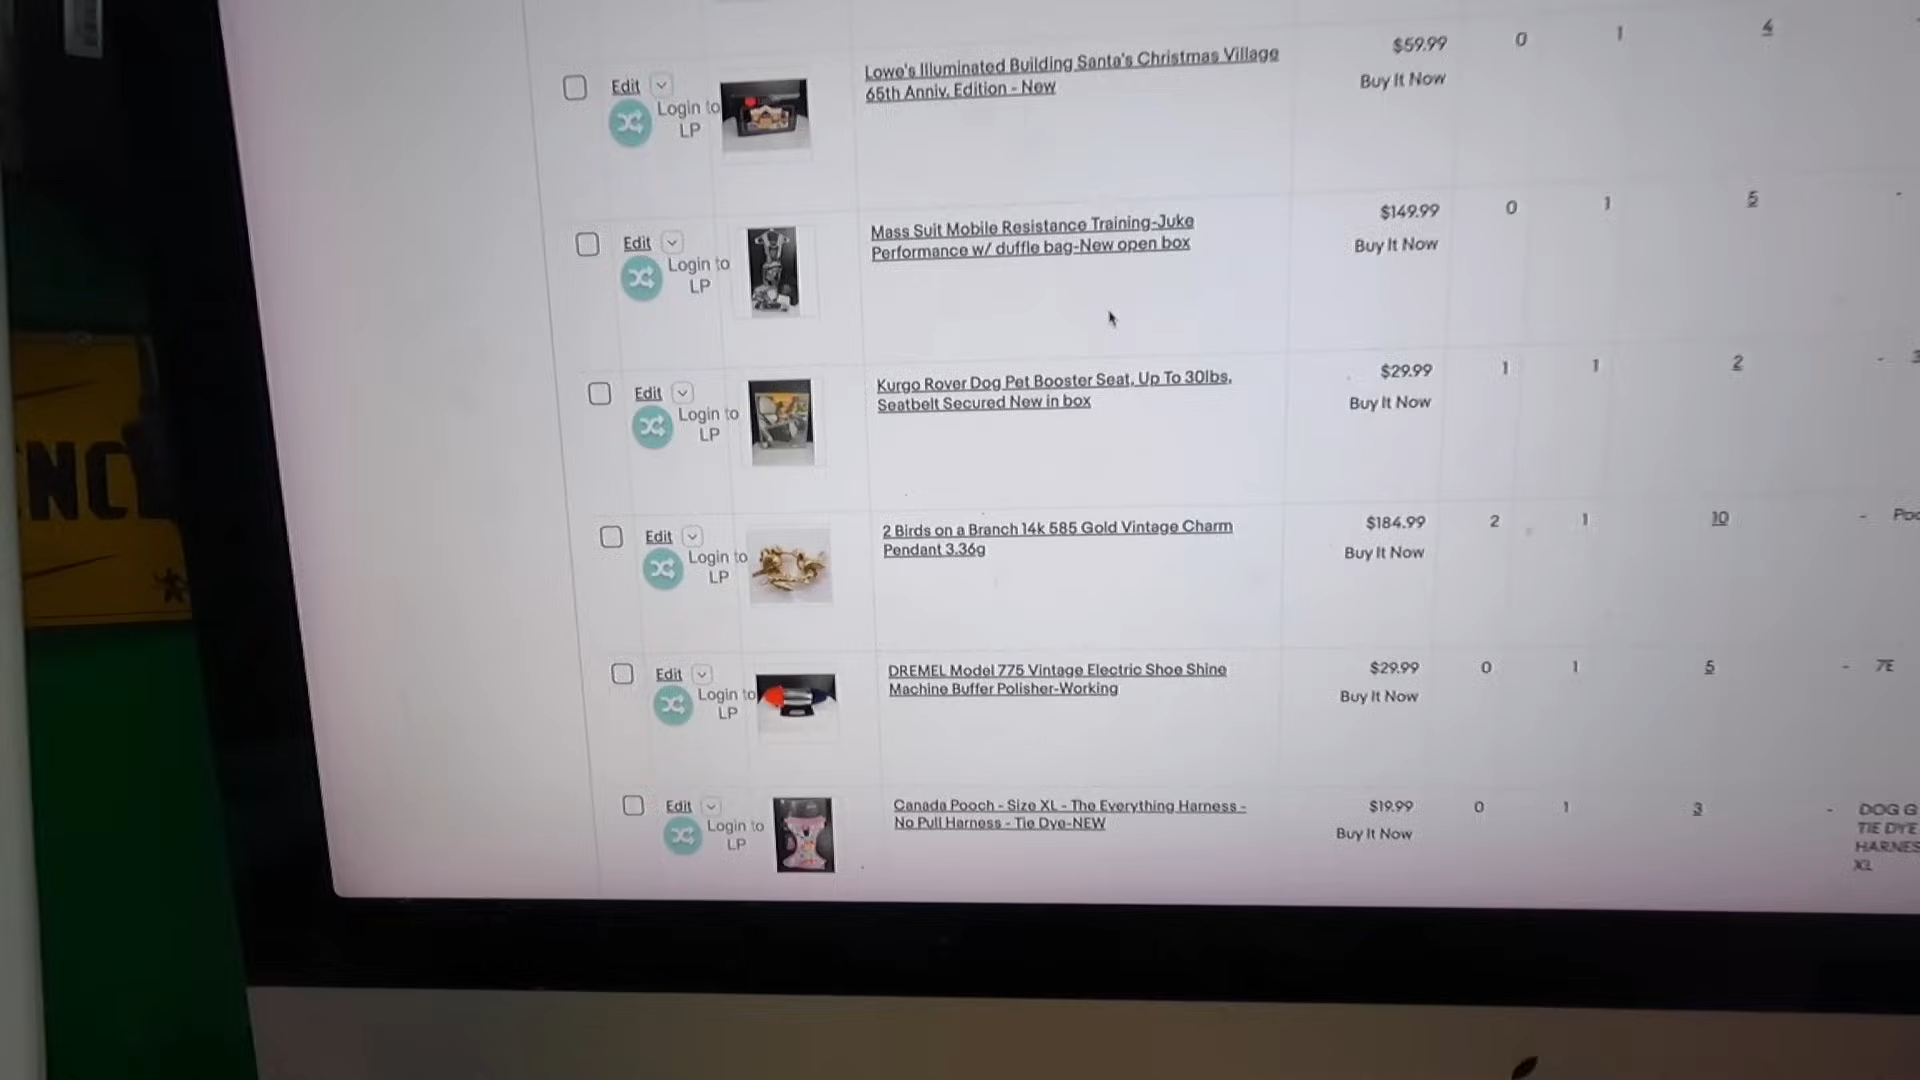 Edit
Login to
LP
Lowe's Illuminated Building Santa's Christmas Village
65th Anniv. Edition - New
$59.99
Buy It Now
0
1
4
Edit
Login to
LP
Mass Suit Mobile Resistance Training-Juke
Performance w/ duffle bag-New open box
$149.99
Buy It Now
0
1
5
-
Edit
Login to
LP
Kurgo Rover Dog Pet Booster Seat, Up To 30lbs,
Seatbelt Secured New in box
$29.99
Buy It Now
1
1
2
-
3
Edit
Login to
LP
2 Birds on a Branch 14k 585 Gold Vintage Charm
Pendant 3.36g
$184.99
Buy It Now
2
1
10
-
Edit
Login to
LP
DREMEL Model 775 Vintage Electric Shoe Shine
Machine Buffer Polisher-Working
$29.99
Buy It Now
0
1
5
-
7E
Edit
Login to
LP
Canada Pooch - Size XL - The Everything Harness -
No Pull Harness - Tie Dye-NEW
$19.99
Buy It Now
0
1
3
-
DOG G
TIE DYE
HARNES
XL
NC